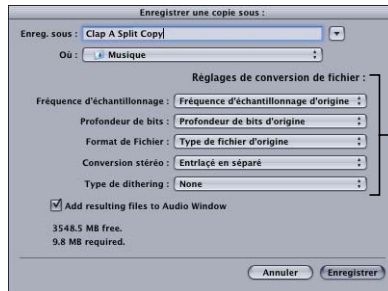 Enregistrer une copie sous :
Enreg. sous : Clap A Split Copy
Où : Musique
Réglages de conversion de fichier :
Fréquence d'échantillonnage : Fréquence d'échantillonnage d'origine
Profondeur de bits : Profondeur de bits d'origine
Format de Fichier : Type de fichier d'origine
Conversion stéréo : Entrlaçé en séparé
Type de dithering : None
Add resulting files to Audio Window
3548.5 MB free.
9.8 MB required.
Annuler Enregistrer